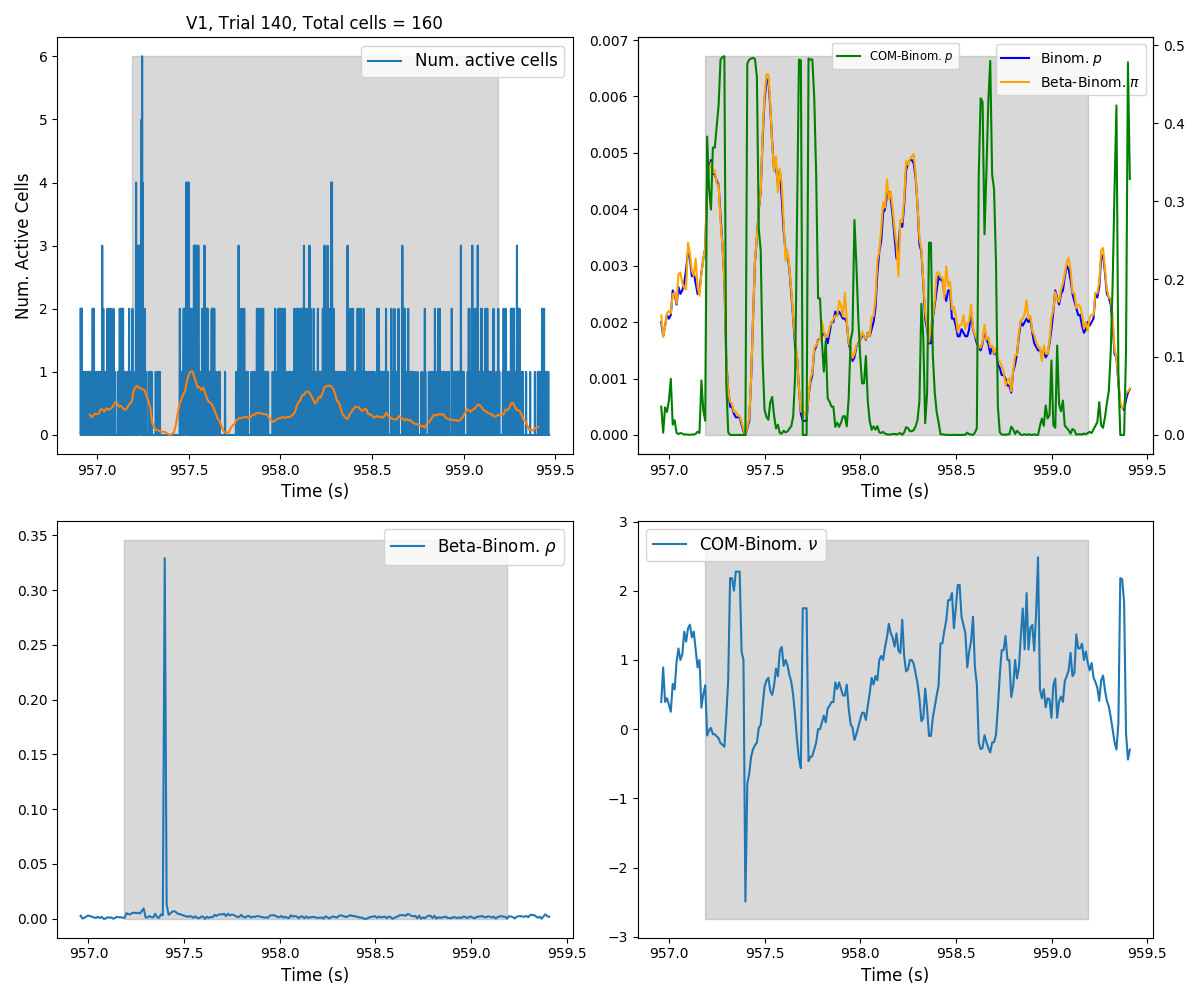 V1, Trial 140, Total cells = 160
Num. active cells
Num. Active Cells
6
5
4
3
2
1
0
957.0 957.5 958.0 958.5 959.0 959.5
Time (s)
COM-Binom. p
Binom. p
Beta-Binom. π
0.007
0.006
0.005
0.004
0.003
0.002
0.001
0.000
0.5
0.4
0.3
0.2
0.1
0.0
957.0 957.5 958.0 958.5 959.0 959.5
Time (s)
Beta-Binom. ρ
0.35
0.30
0.25
0.20
0.15
0.10
0.05
0.00
957.0 957.5 958.0 958.5 959.0 959.5
Time (s)
COM-Binom. ν
3
2
1
0
−1
−2
−3
957.0 957.5 958.0 958.5 959.0 959.5
Time (s)